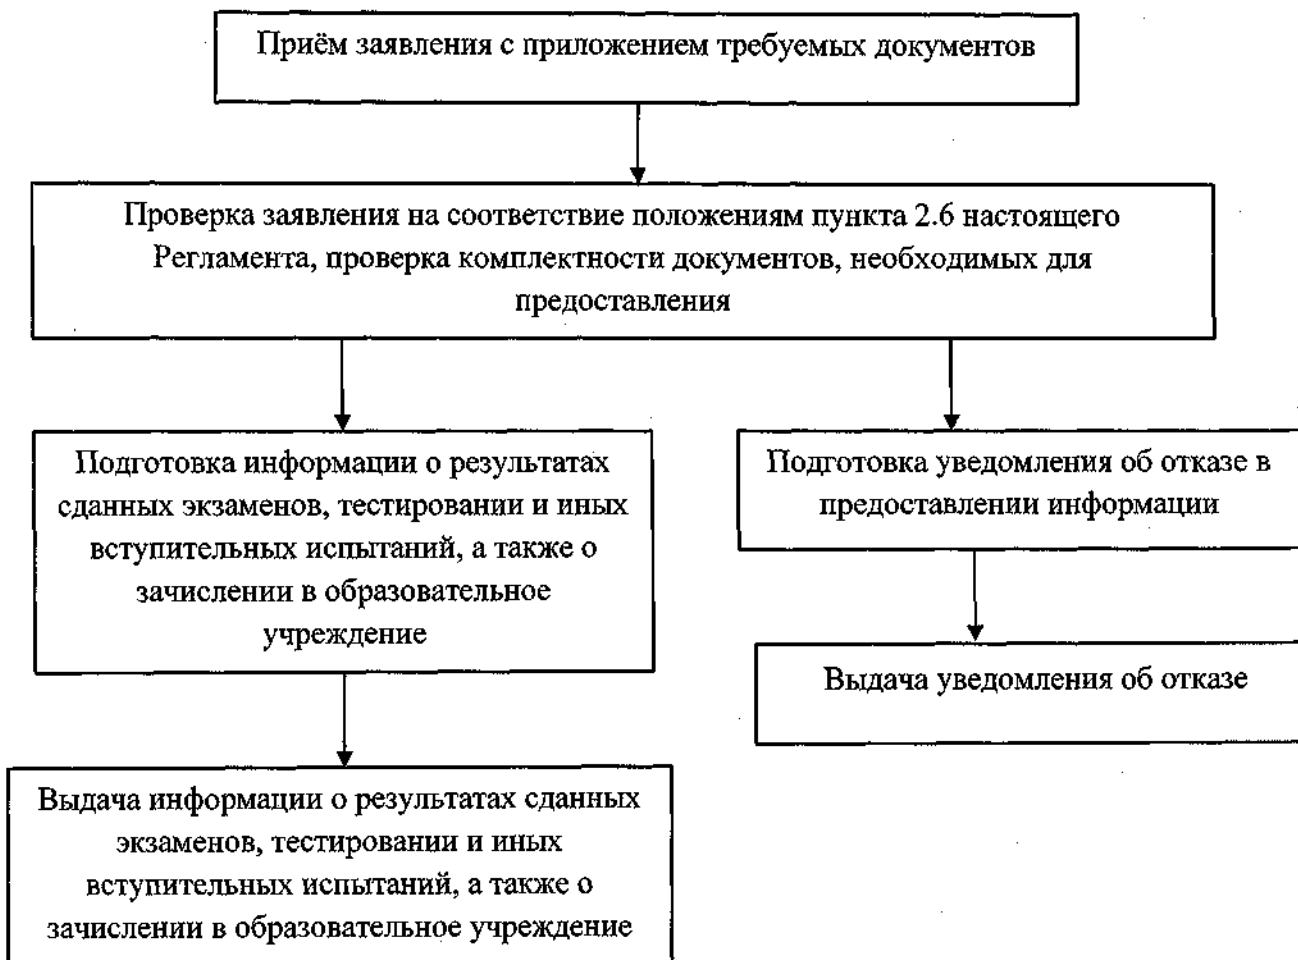 Приём заявления с приложением требуемых документов
Проверка заявления на соответствие положениям пункта 2.6 настоящего
Регламента, проверка комплектности документов, необходимых для
предоставления
Подготовка информации о результатах
сданных экзаменов, тестировании и иных
вступительных испытаний, а также о
зачислении в образовательное
учреждение
Подготовка уведомления об отказе в
предоставлении информации
Выдача уведомления об отказе
Выдача информации о результатах сданных
экзаменов, тестировании и иных
вступительных испытаний, а также о
зачислении в образовательное учреждение